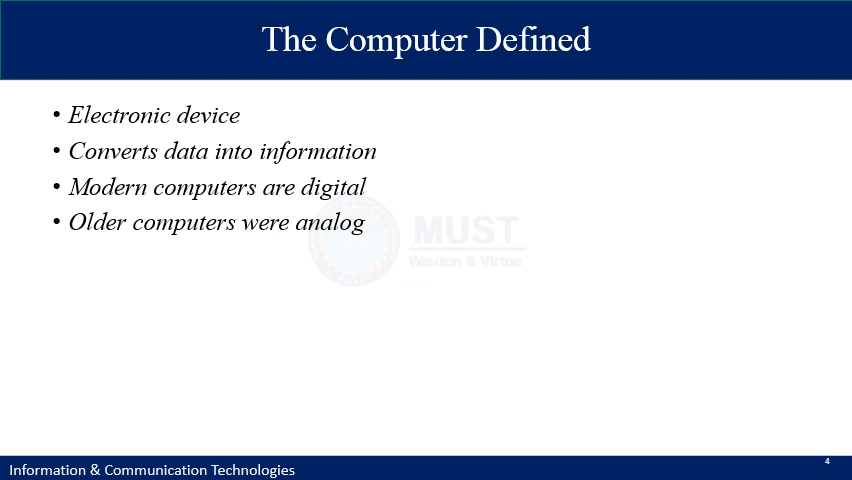 The Computer Defined
• Electronic device
• Converts data into information
• Modern computers are digital
• Older computers were analog
MUST
Wisdom & Virtue
Information & Communication Technologies
4